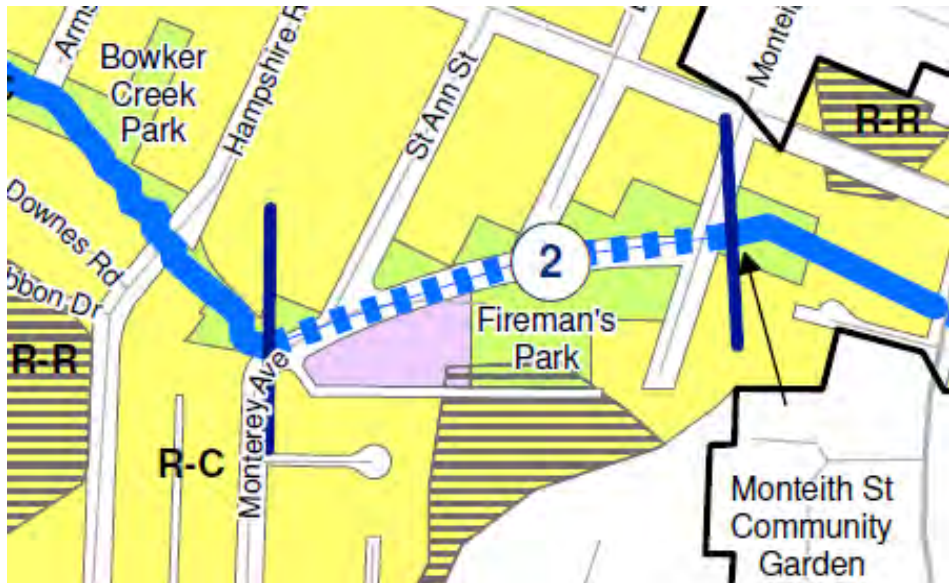 Arms
Bowker
Creek
Park
Hampshire R
St Ann St
Monteit
R-R
Downes Rd
bbon Dr
2
Fireman's
Park
R-R
Monterey Ave
R-C
Monteith St
Community
Garden